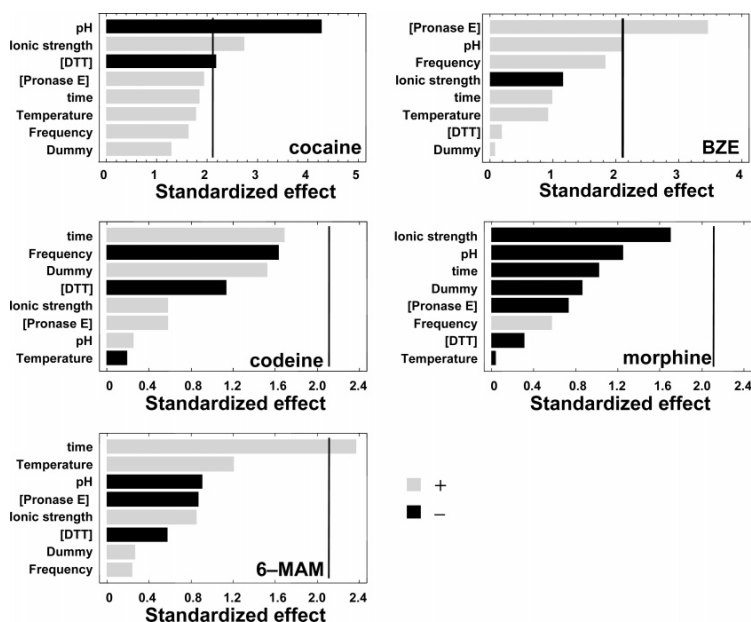 pH
Ionic strength
[DTT]
[Pronase E]
time
Temperature
Frequency
Dummy
cocaine
0 1 2 3 4 5
Standardized effect
[Pronase E]
pH
Frequency
Ionic strength
time
Temperature
[DTT]
Dummy
BZE
0 1 2 3 4
Standardized effect
time
Frequency
Dummy
[DTT]
Ionic strength
[Pronase E]
pH
Temperature
codeine
0 0.4 0.8 1.2 1.6 2.0 2.4
Standardized effect
Ionic strength
pH
time
Dummy
[Pronase E]
Frequency
[DTT]
Temperature
morphine
0 0.4 0.8 1.2 1.6 2.0 2.4
Standardized effect
time
Temperature
pH
[Pronase E]
Ionic strength
[DTT]
Dummy
Frequency
6–MAM
0 0.4 0.8 1.2 1.6 2.0 2.4
Standardized effect
+
–